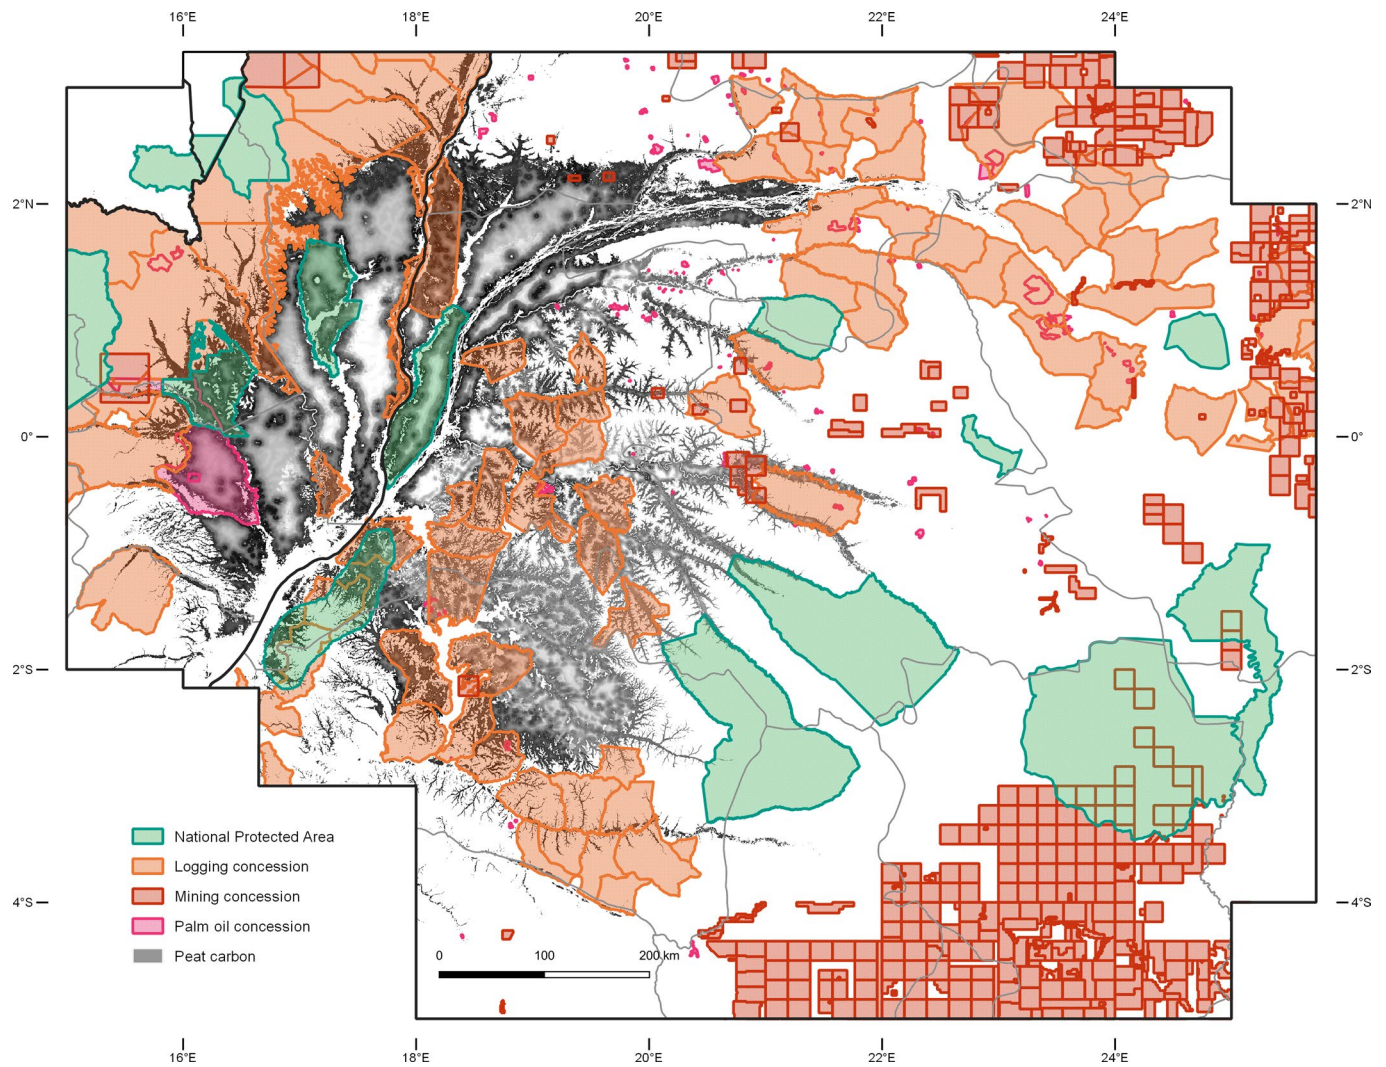 16°E 18°E 20°E 22°E 24°E
2°N 2°N
0° 0°
2°S 2°S
National Protected Area
Logging concession
Mining concession
4°S 4°S
Palm oil concession
Peat carbon
0 100 200 km
16°E 18°E 20°E 22°E 24°E